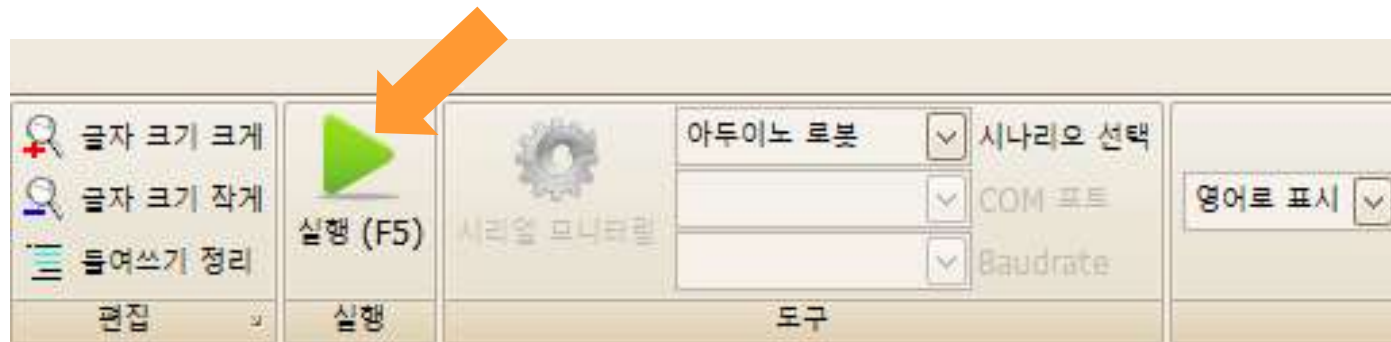 글자 크기 크게
글자 크기 작게
들여쓰기 정리
편집
실행 (F5)
실행
시리얼 모니터링
아두이노 로봇
시나리오 선택
COM 포트
Baudrate
도구
영어로 표시